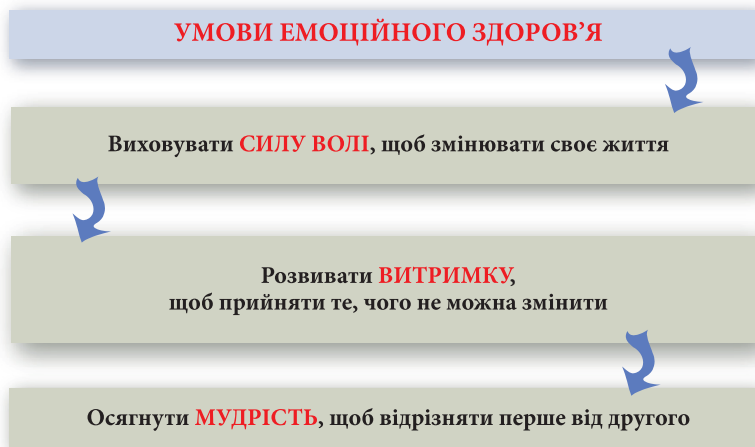 УМОВИ ЕМОЦІЙНОГО ЗДОРОВ’Я
Виховувати СИЛУ ВОЛІ, щоб змінювати своє життя
Розвивати ВИТРИМКУ,
щоб прийняти те, чого не можна змінити
Осягнути МУДРІСТЬ, щоб відрізняти перше від другого